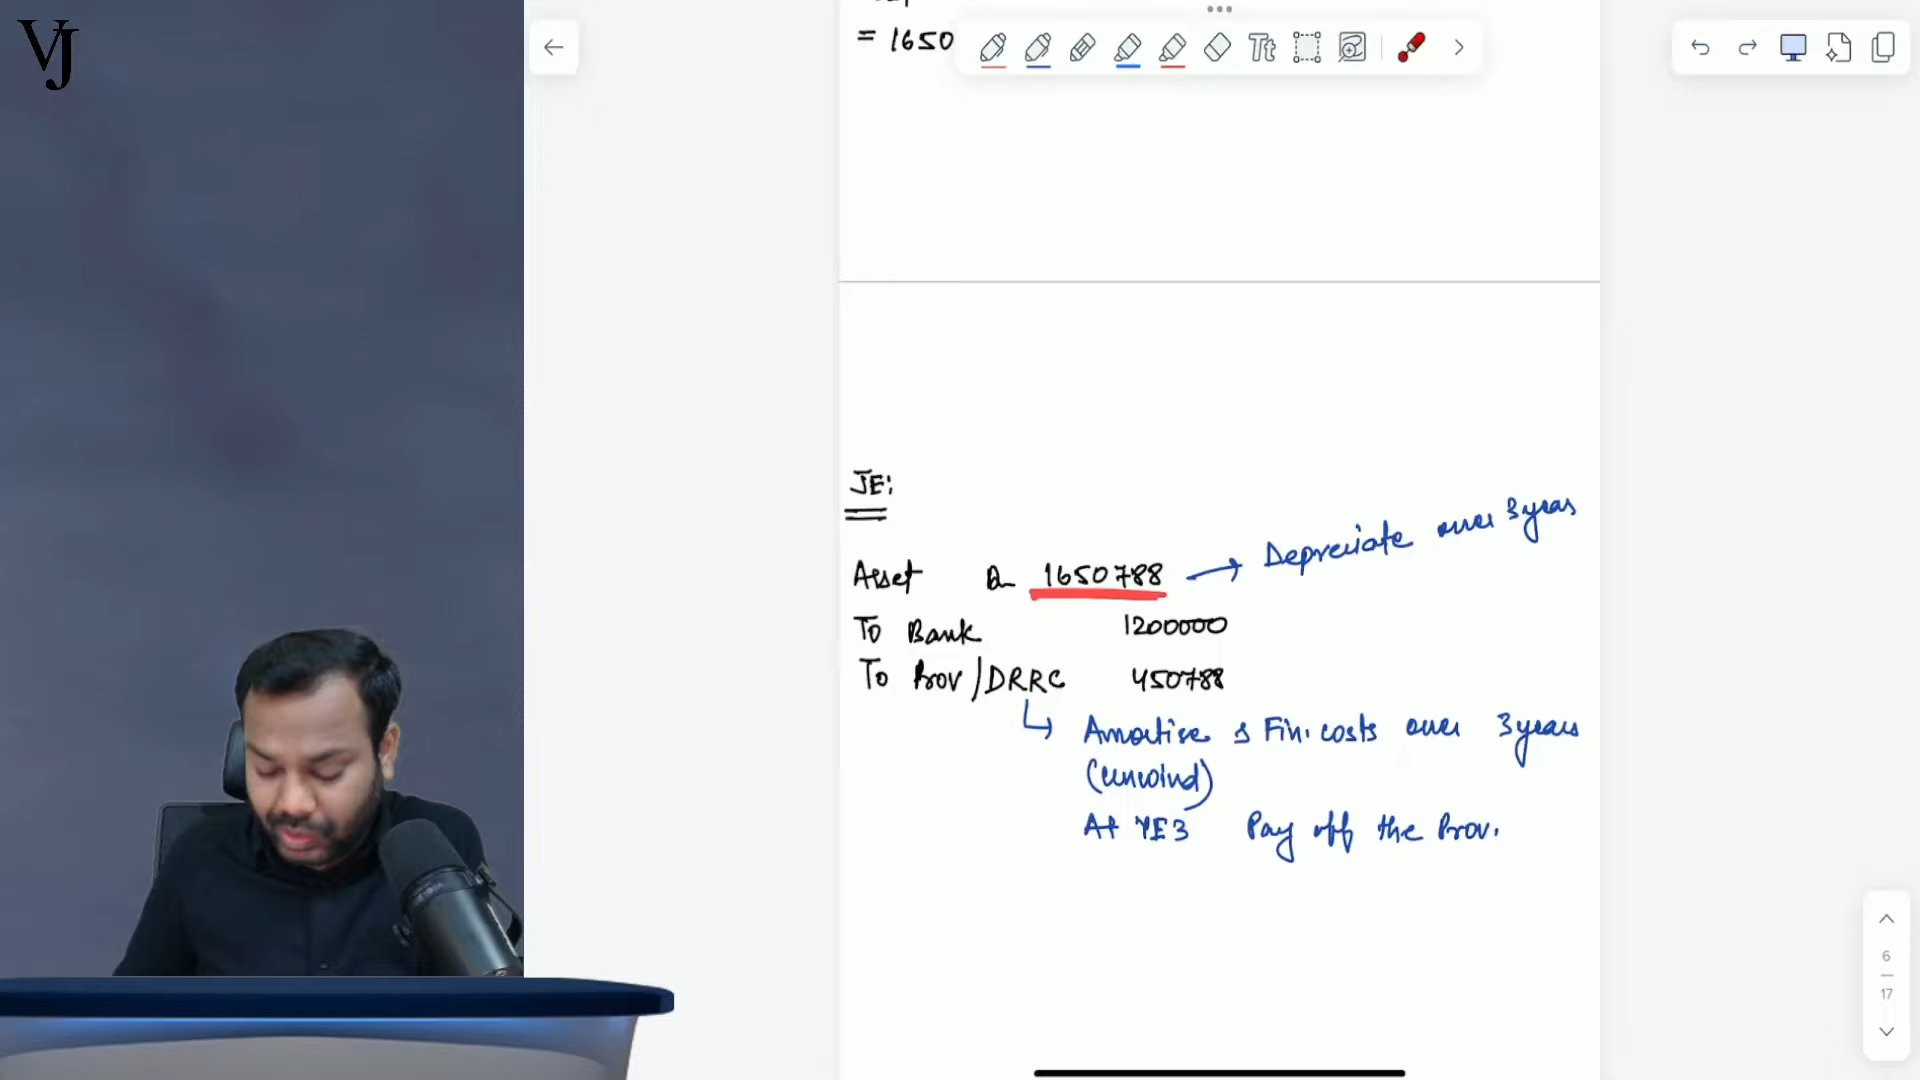 VJ
= 1650
Tt
JE:
Asset Dr 1650788 → Depreciate over 3 years
To Bank 1200000
To Prov/DRRC 450788
Amortise & Fin. costs over 3 years
(unwind)
At YE3 Pay off the Prov.
6
17